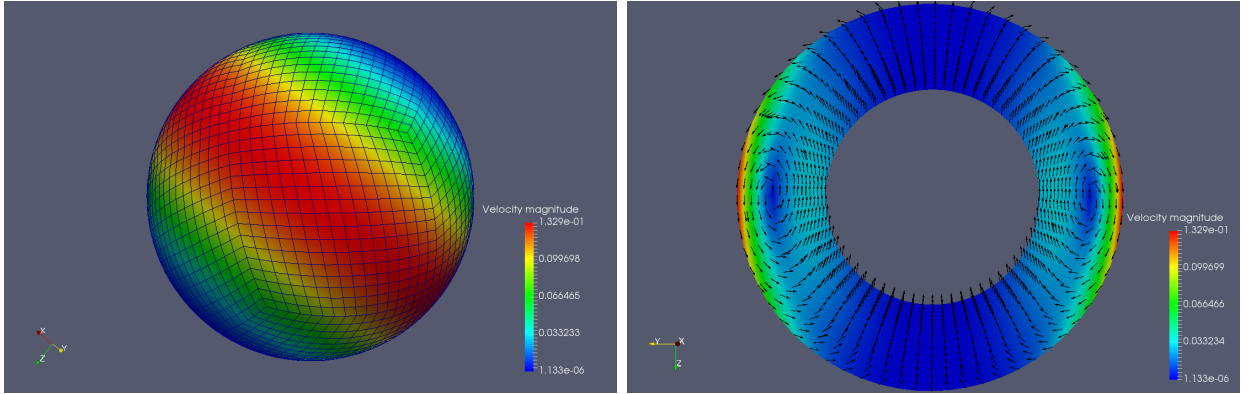 Velocity magnitude
1.329e-01
0.099698
0.066465
0.033233
1.133e-06
X
Y
Z
Velocity magnitude
1.329e-01
0.099699
0.066466
0.033234
1.133e-06
Y
X
Z